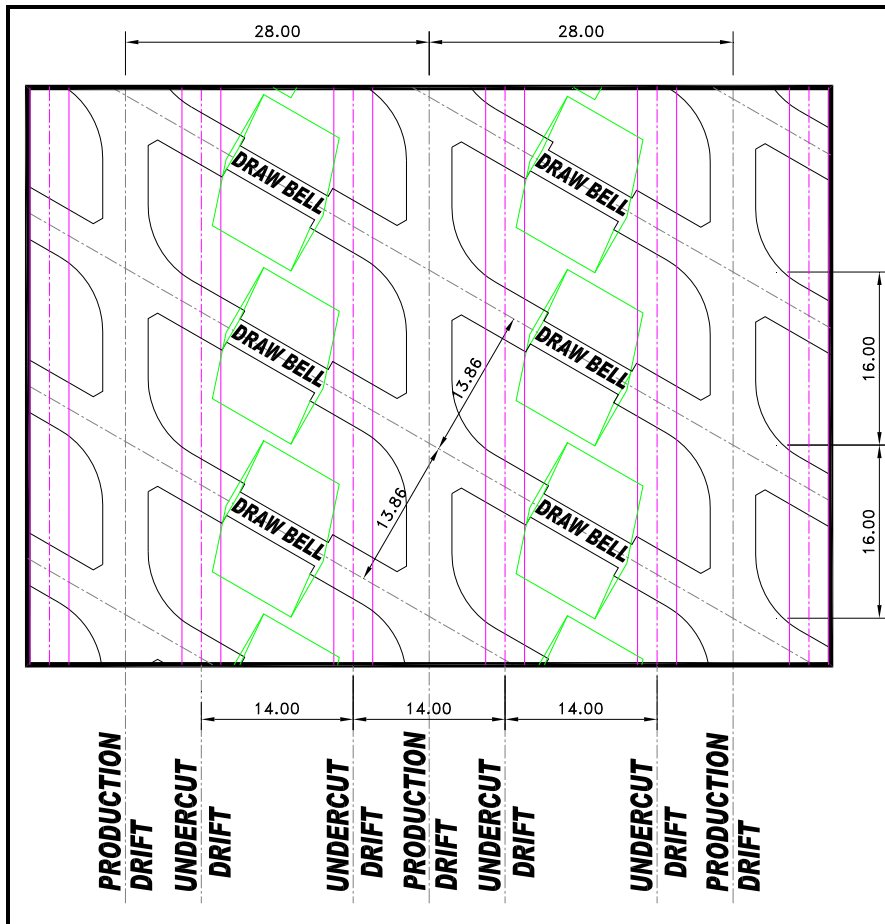 28.00
28.00
DRAW BELL
DRAW BELL
DRAW BELL
DRAW BELL
13.86
16.00
13.86
DRAW BELL
DRAW BELL
16.00
14.00
14.00
14.00
PRODUCTION
DRIFT
UNDERCUT
DRIFT
UNDERCUT
DRIFT
PRODUCTION
DRIFT
UNDERCUT
DRIFT
UNDERCUT
DRIFT
PRODUCTION
DRIFT